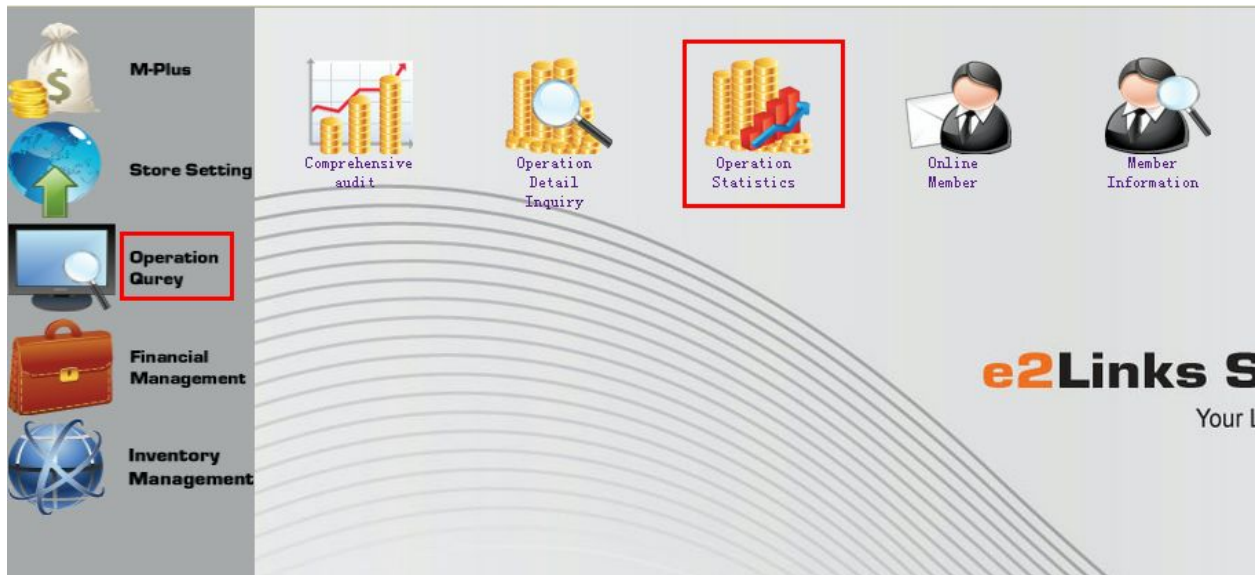 M-Plus
Store Setting
Operation
Qurey
Financial
Management
Inventory
Management
Comprehensive
audit
Operation
Detail
Inquiry
Operation
Statistics
Online
Member
Member
Information
e2Links S
Your L